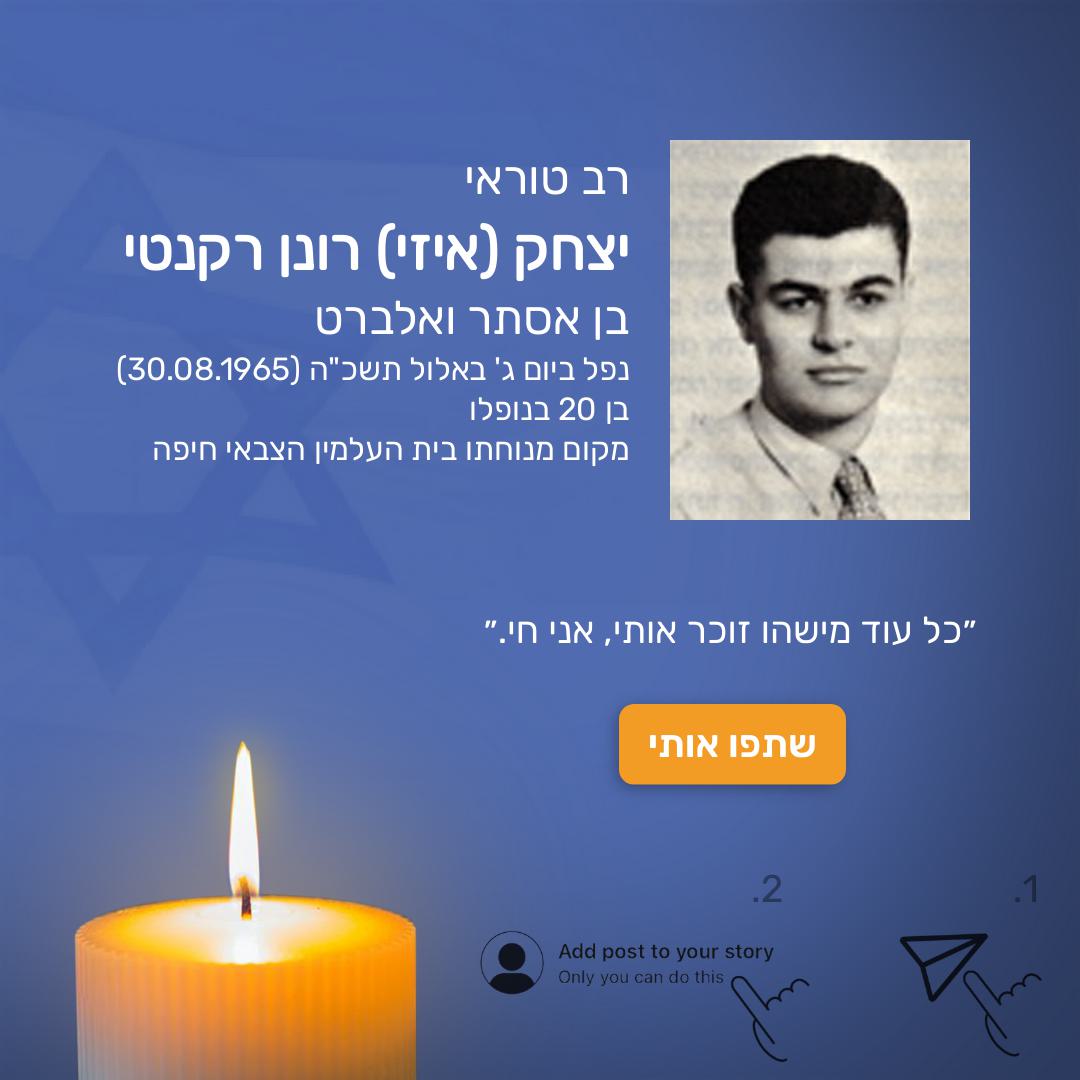 רב טוראי
יצחק (איזי) רונן רקנטי
בן אסתר ואלברט
נפל ביום ג' באלול תשכ"ה (30.08.1965)
בן 20 בנופלו
מקום מנוחתו בית העלמין הצבאי חיפה
״כל עוד מישהו זוכר אותי, אני חי.״
שתפו אותי
.1
.2
Add post to your story
Only you can do this